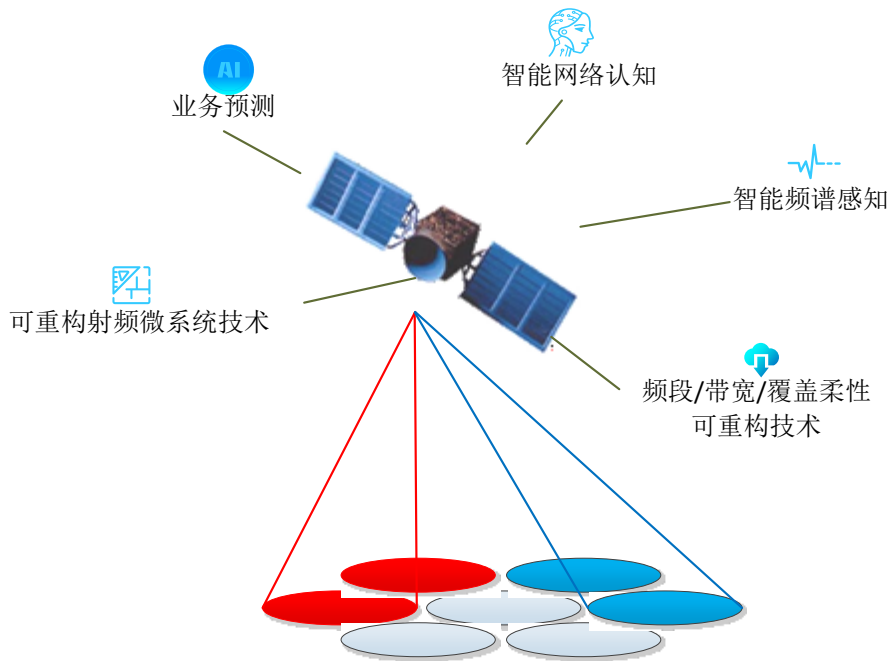 AI
业务预测
智能网络认知
智能频谱感知
可重构射频微系统技术
频段/带宽/覆盖柔性
可重构技术